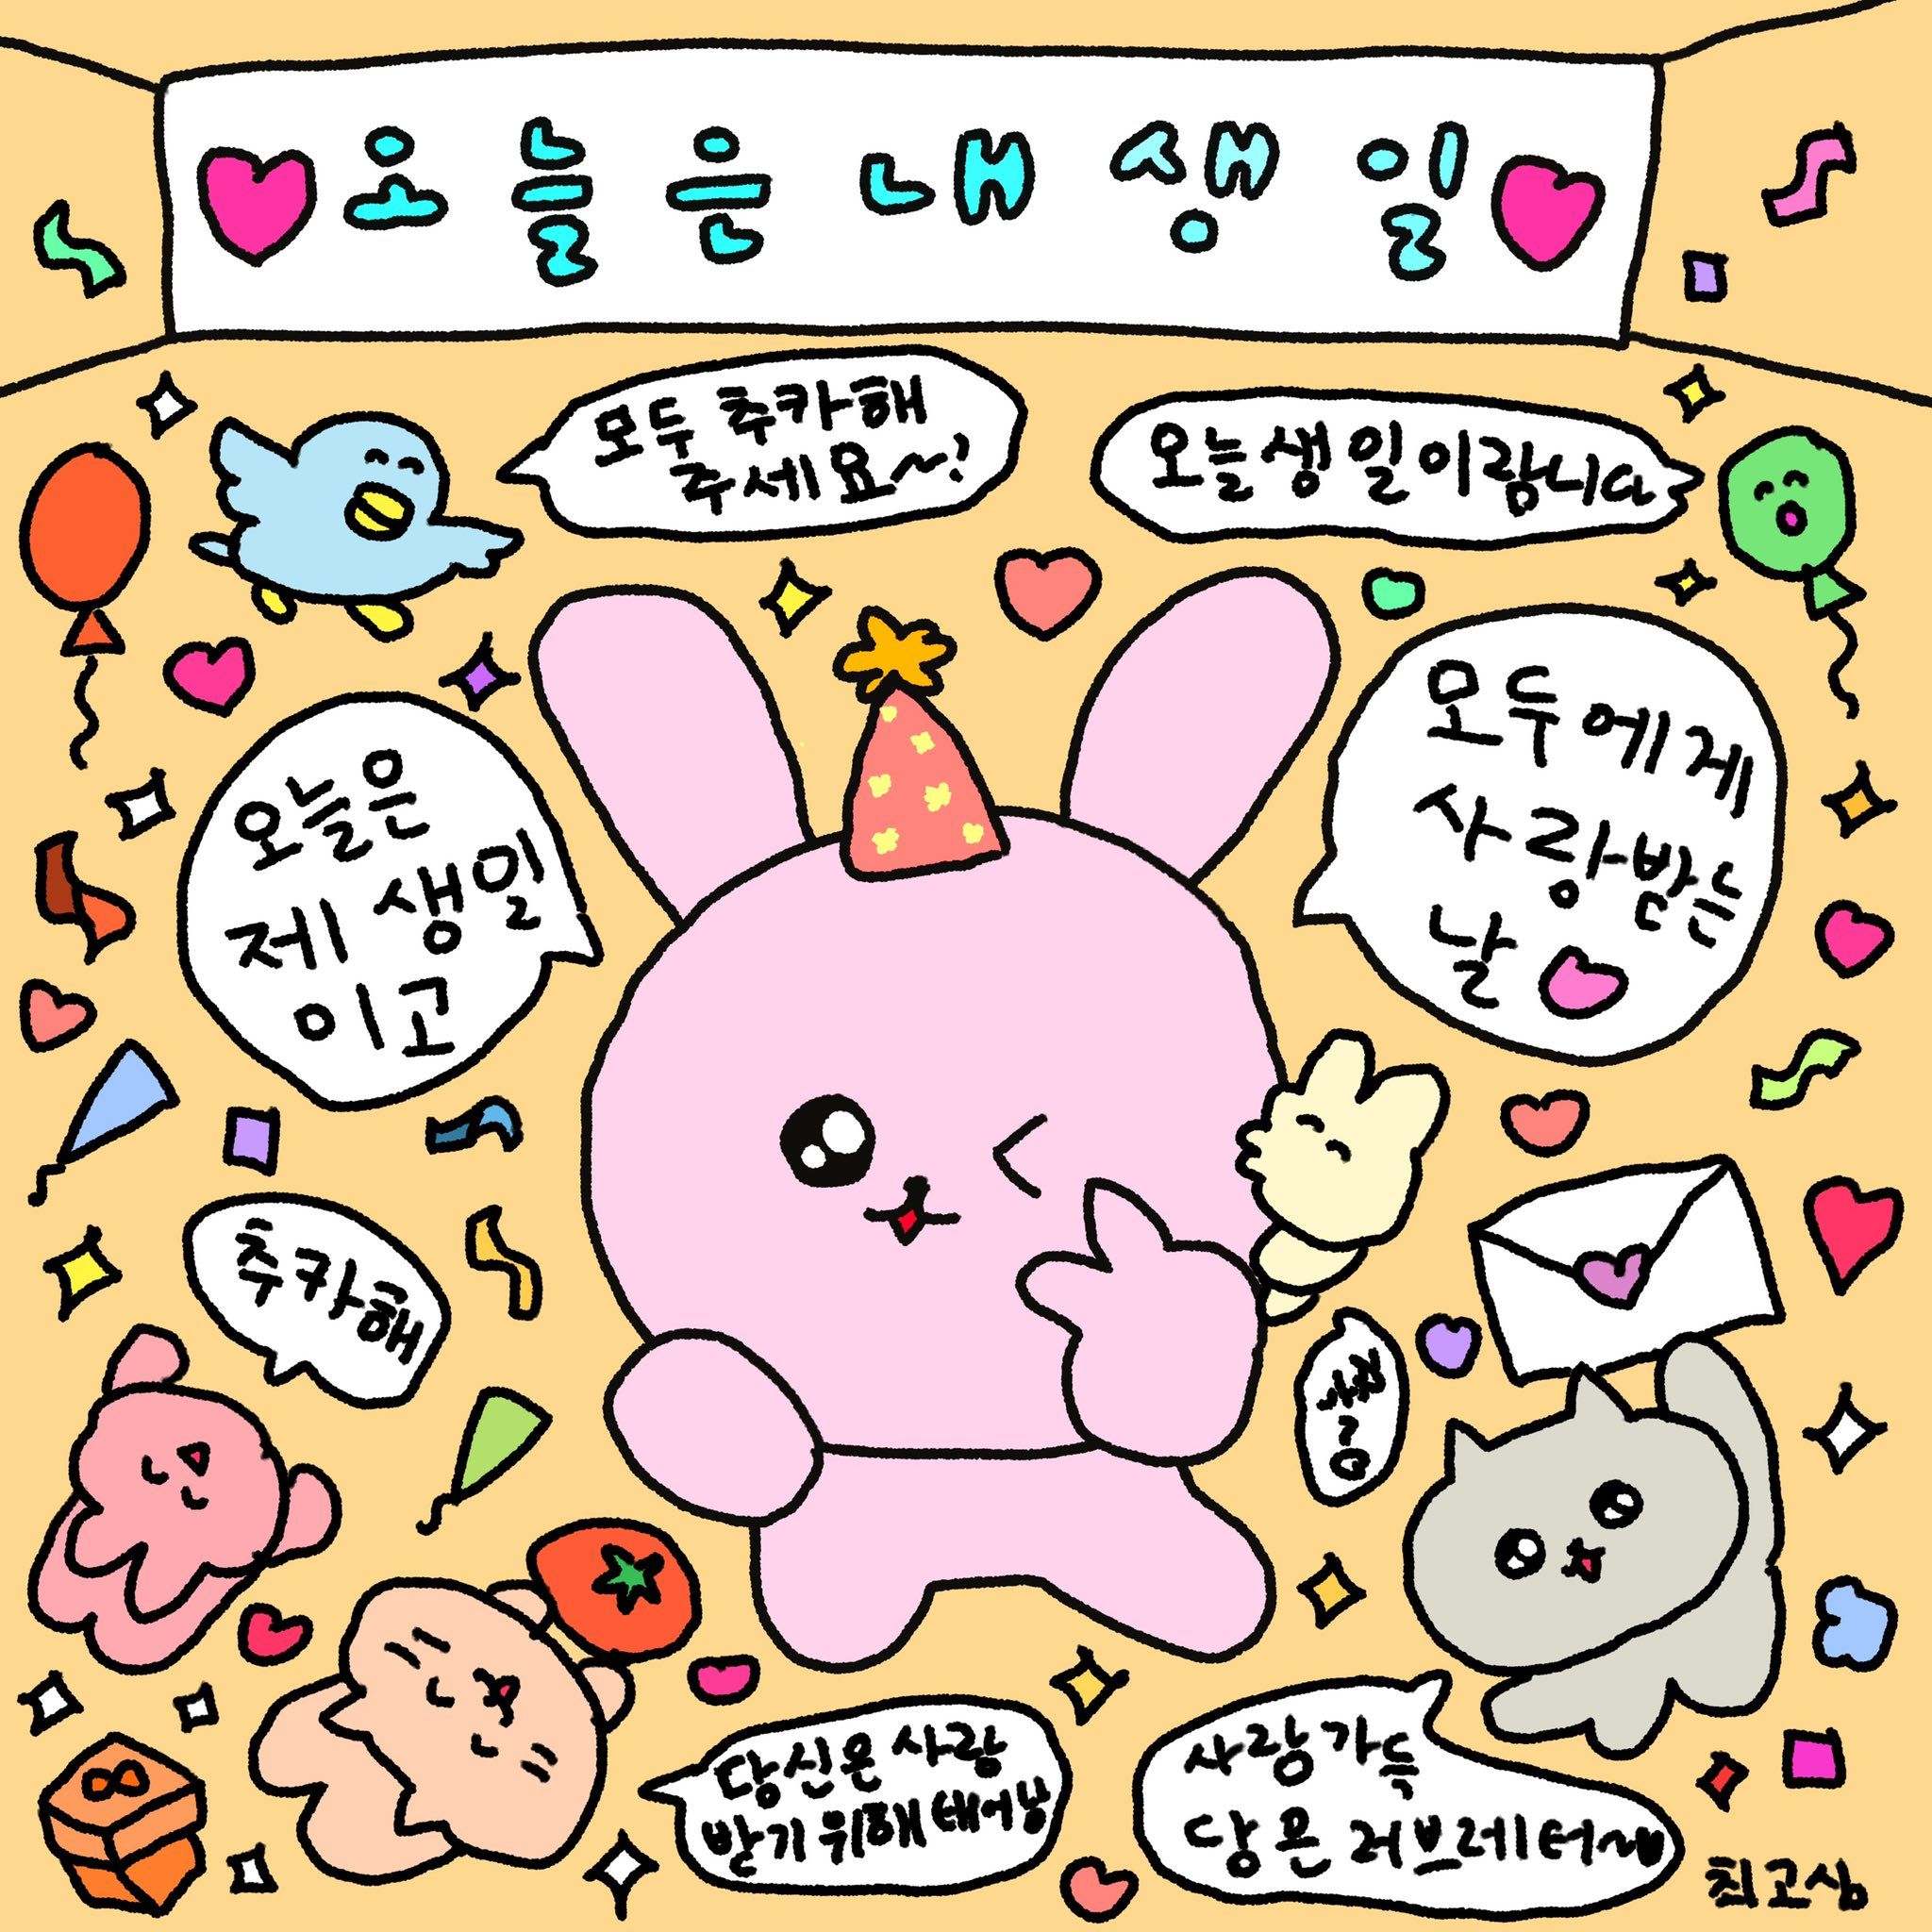 오늘은 내 생일
모두 추카해
주세요~!
오늘 생일이랍니다
오늘은
제 생일
이고
모두에게
사랑받는
날
추카해
당신은 사랑
받기 위해 태어남
사랑 가득
담은 러브레터~
최고심